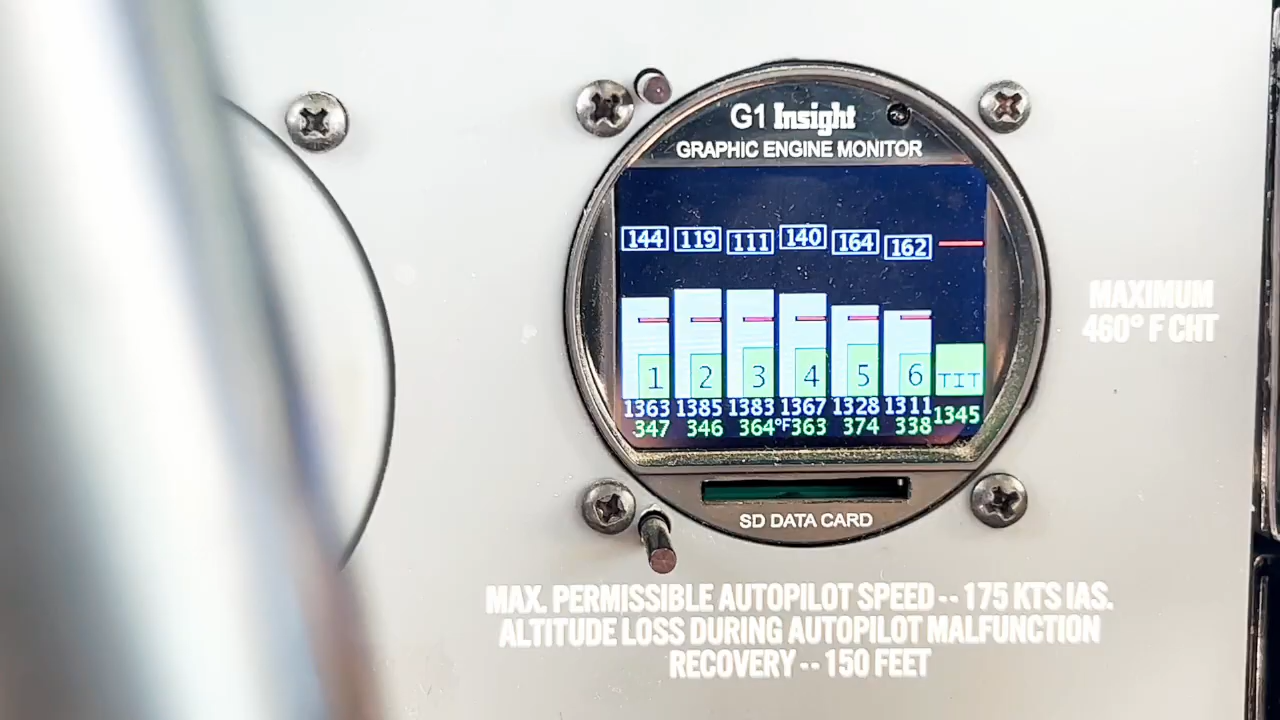 G1 Insight
GRAPHIC ENGINE MONITOR
144 119 111 140 164 162
1 2 3 4 5 6 TIT
1363 1385 1383 1367 1328 1311 1345
347 346 364°F363 374 338
SD DATA CARD
MAXIMUM
460° F CHT
MAX. PERMISSIBLE AUTOPILOT SPEED -- 175 KTS IAS.
ALTITUDE LOSS DURING AUTOPILOT MALFUNCTION
RECOVERY -- 150 FEET